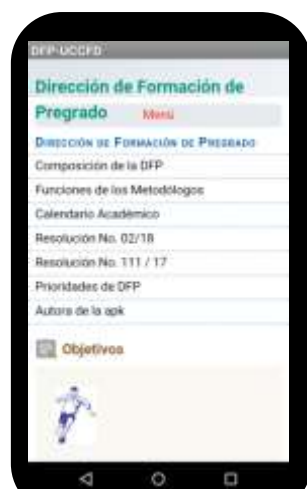 DFP-UCCFD
Dirección de Formación de
Pregrado Menú
DIRECCIÓN DE FORMACIÓN DE PREGRADO
Composición de la DFP
Funciones de los Metodólogos
Calendario Académico
Resolución No. 02/18
Resolución No. 111 / 17
Prioridades de DFP
Autora de la apk
Objetivos